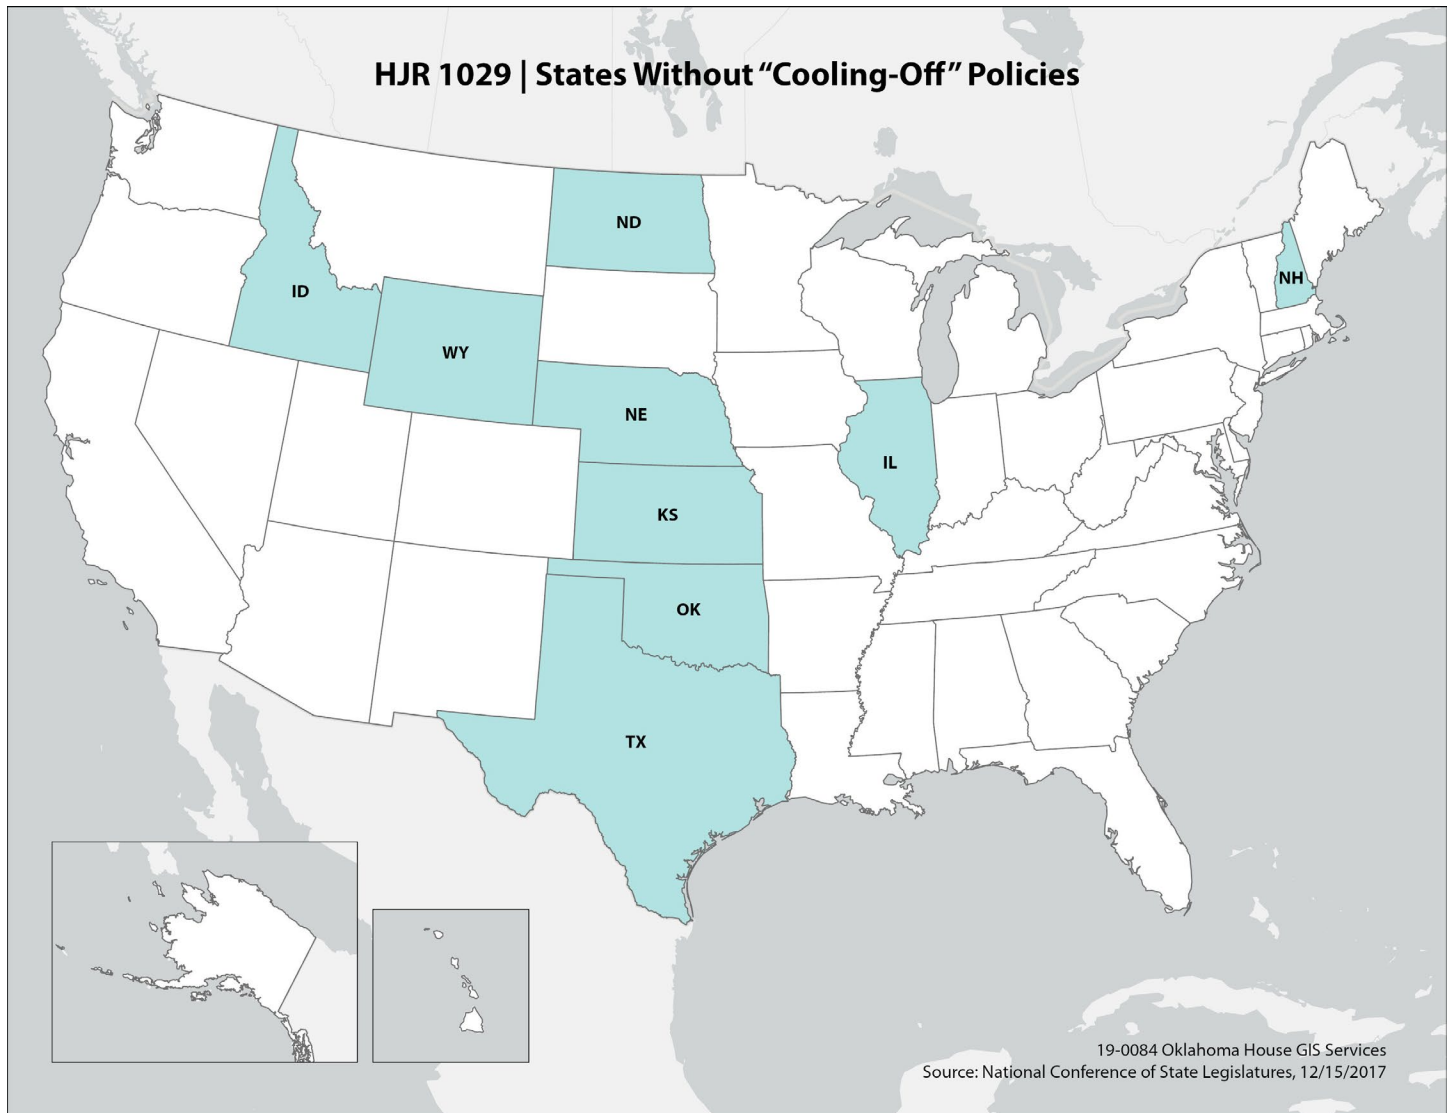 HJR 1029 | States Without “Cooling-Off” Policies
ND
NH
ID
WY
NE
IL
KS
OK
TX
19-0084 Oklahoma House GIS Services
Source: National Conference of State Legislatures, 12/15/2017